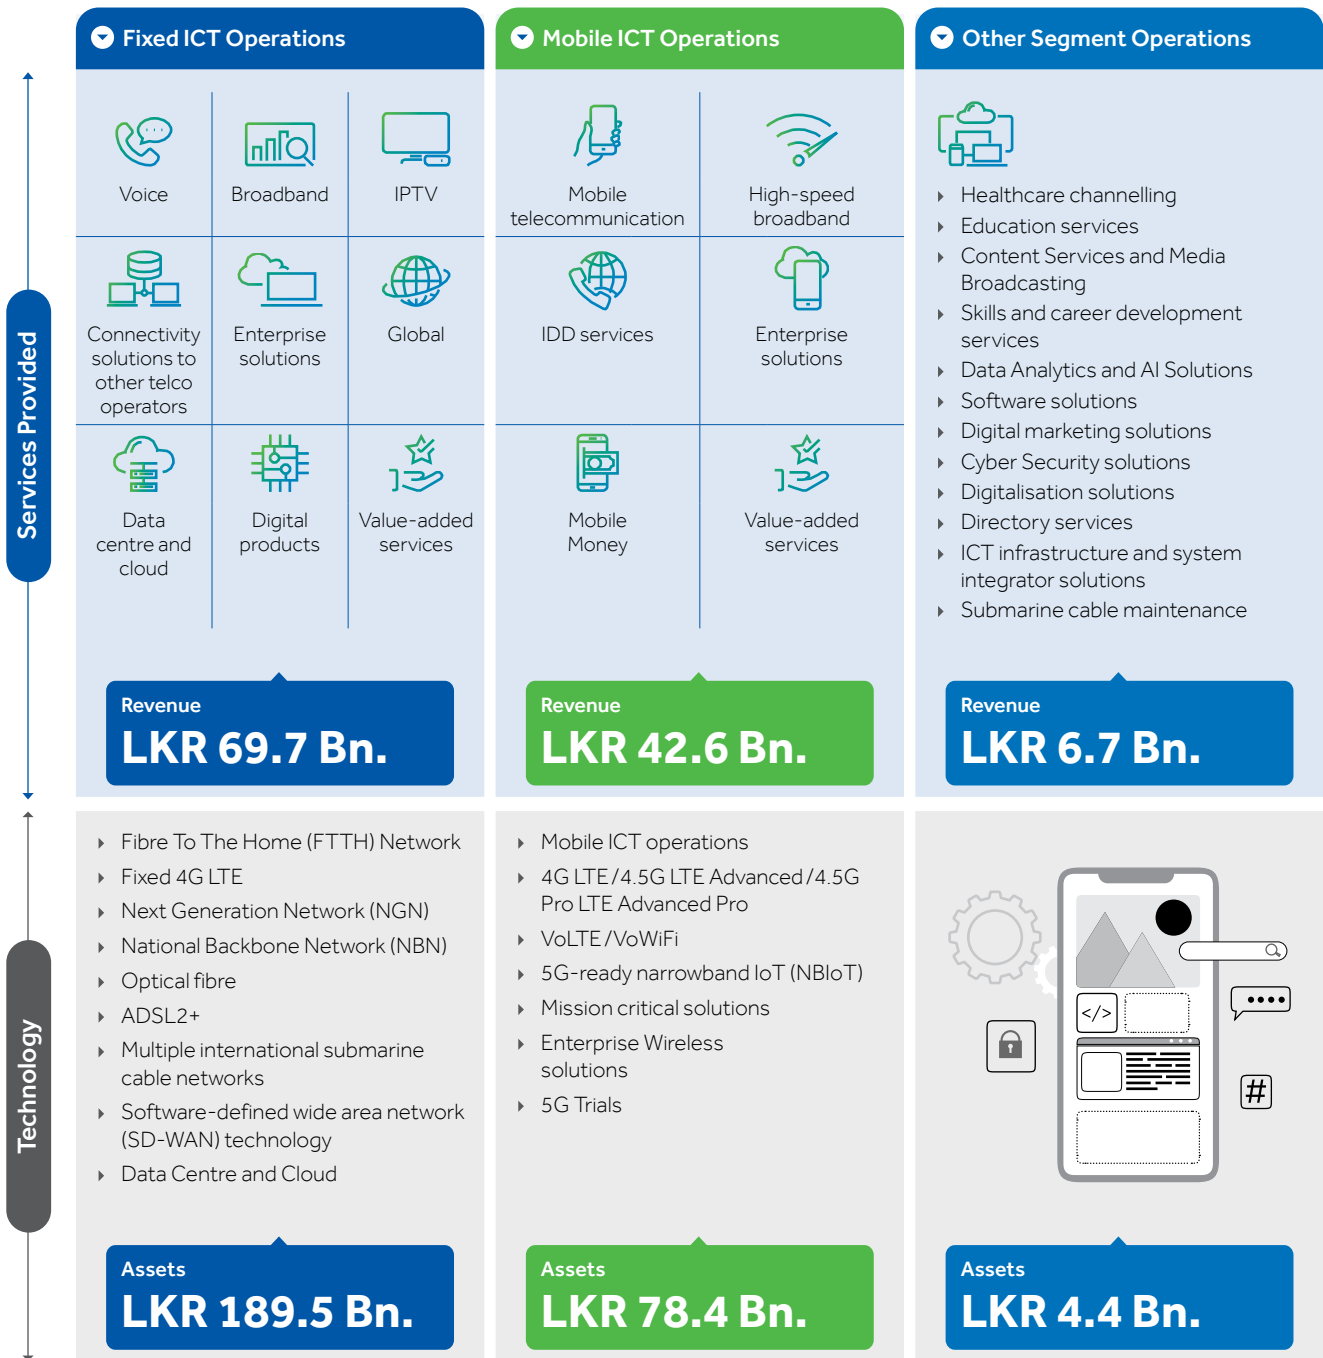 Fixed ICT Operations
Mobile ICT Operations
Other Segment Operations
Services Provided
Voice
Broadband
IPTV
Connectivity
solutions to
other telco
operators
Enterprise
solutions
Global
Data
centre and
cloud
Digital
products
Value-added
services
Revenue
LKR 69.7 Bn.
Mobile
telecommunication
High-speed
broadband
IDD services
Enterprise
solutions
Mobile
Money
Value-added
services
Revenue
LKR 42.6 Bn.
Healthcare channelling
Education services
Content Services and Media
Broadcasting
Skills and career development
services
Data Analytics and AI Solutions
Software solutions
Digital marketing solutions
Cyber Security solutions
Digitalisation solutions
Directory services
ICT infrastructure and system
integrator solutions
Submarine cable maintenance
Revenue
LKR 6.7 Bn.
Technology
Fibre To The Home (FTTH) Network
Fixed 4G LTE
Next Generation Network (NGN)
National Backbone Network (NBN)
Optical fibre
ADSL2+
Multiple international submarine
cable networks
Software-defined wide area network
(SD-WAN) technology
Data Centre and Cloud
Assets
LKR 189.5 Bn.
Mobile ICT operations
4G LTE/4.5G LTE Advanced/4.5G
Pro LTE Advanced Pro
VoLTE/VoWiFi
5G-ready narrowband IoT (NBIoT)
Mission critical solutions
Enterprise Wireless
solutions
5G Trials
Assets
LKR 78.4 Bn.
</>
#
Assets
LKR 4.4 Bn.